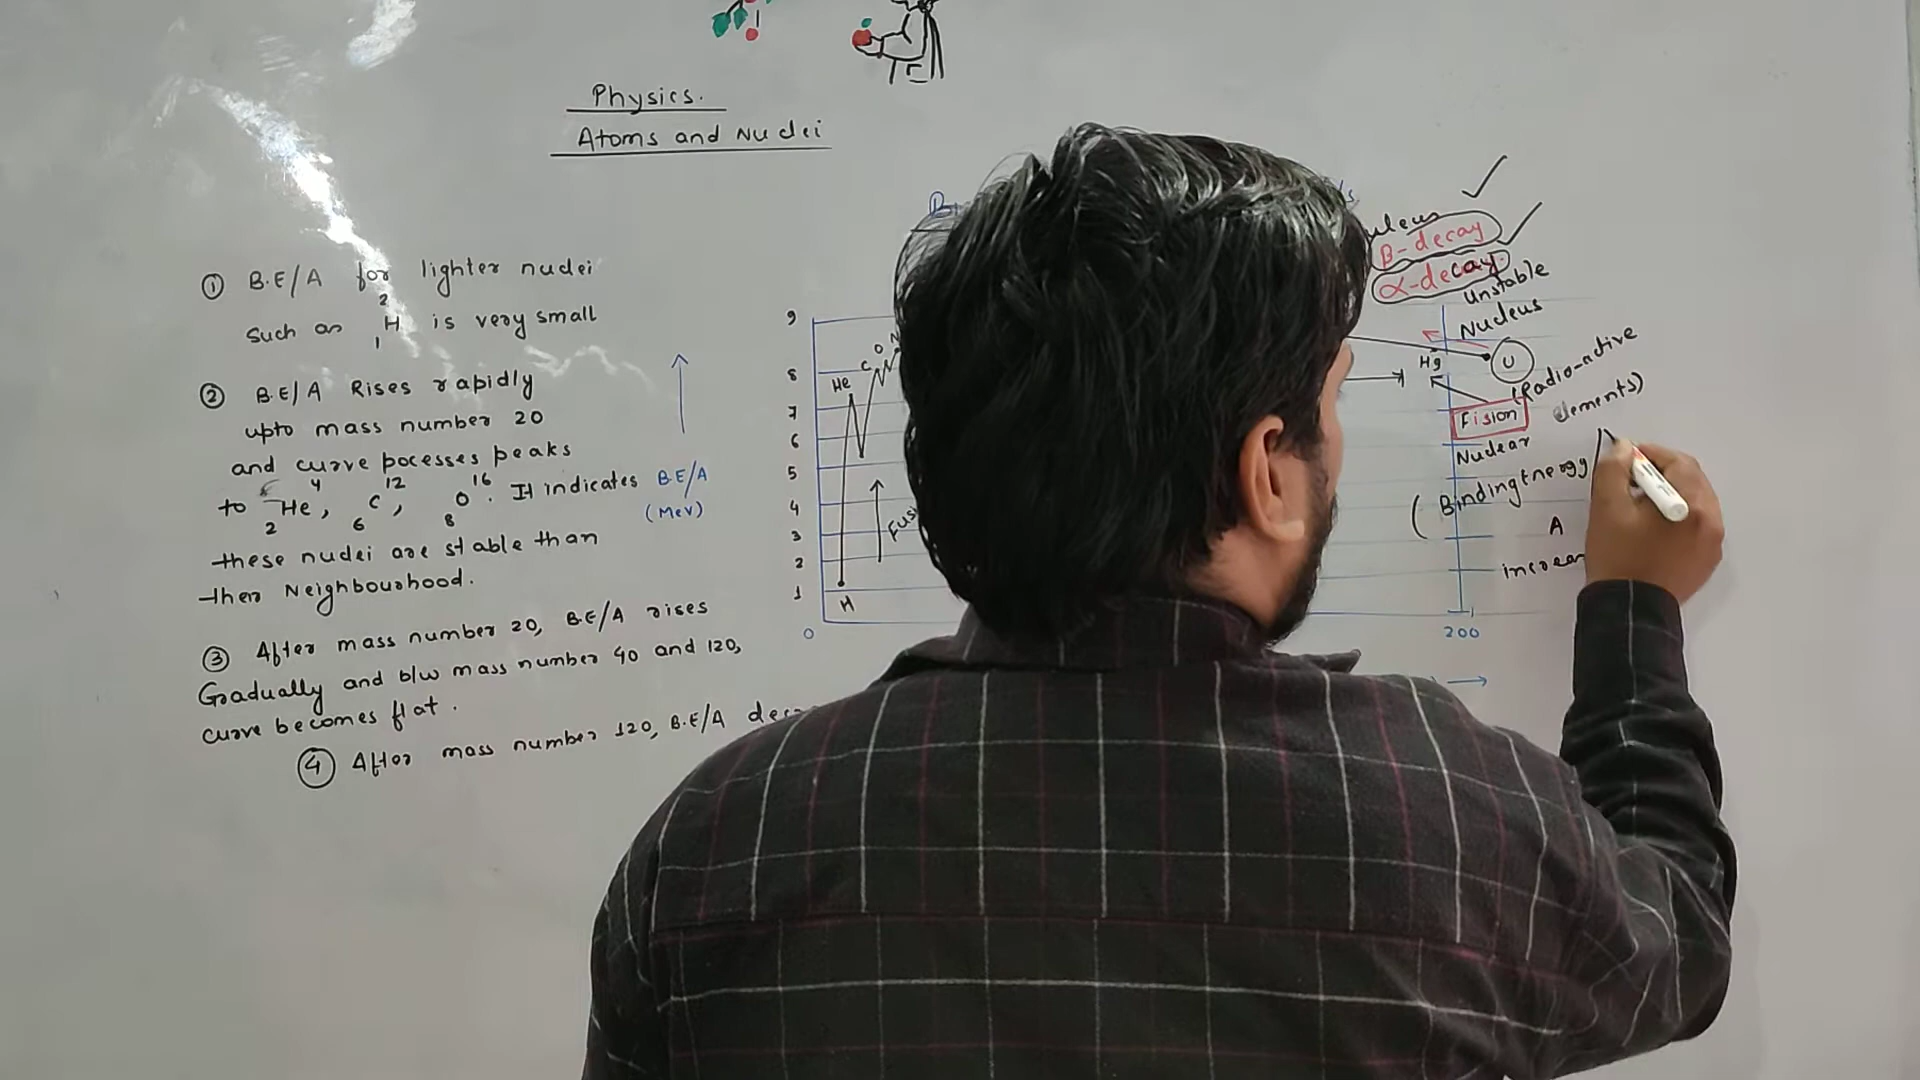 Physics.
Atoms and Nuclei
① B.E/A for lighter nuclei
such as ₁H² is very small
② B.E/A Rises rapidly
upto mass number 20
and curve pocesses peaks
to ₂He⁴, ₆C¹², ₈O¹⁶. It indicates
these nuclei are stable than
ther Neighbourhood.
③ After mass number 20, B.E/A rises
Gradually and b/w mass number 40 and 120,
curve becomes flat.
④ After mass number 120, B.E/A
B.E/A
(Mev)
9
8
7
6
5
4
3
2
1
0
He
C
O
N
H
200
β-decay
α-decay
Unstable
Nucleus
Hg
U
(Radio-active
elements)
Fision
Nuclear
(Binding Energy/
A